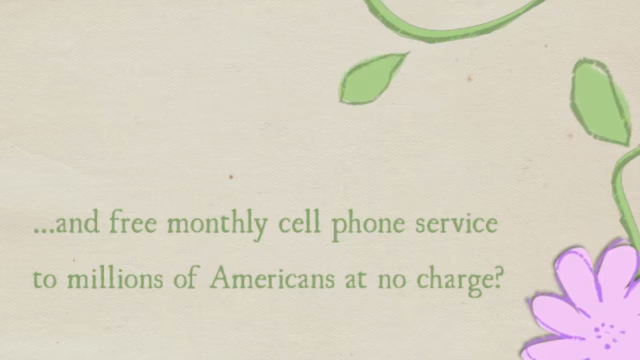 ...and free monthly cell phone service
to millions of Americans at no charge?